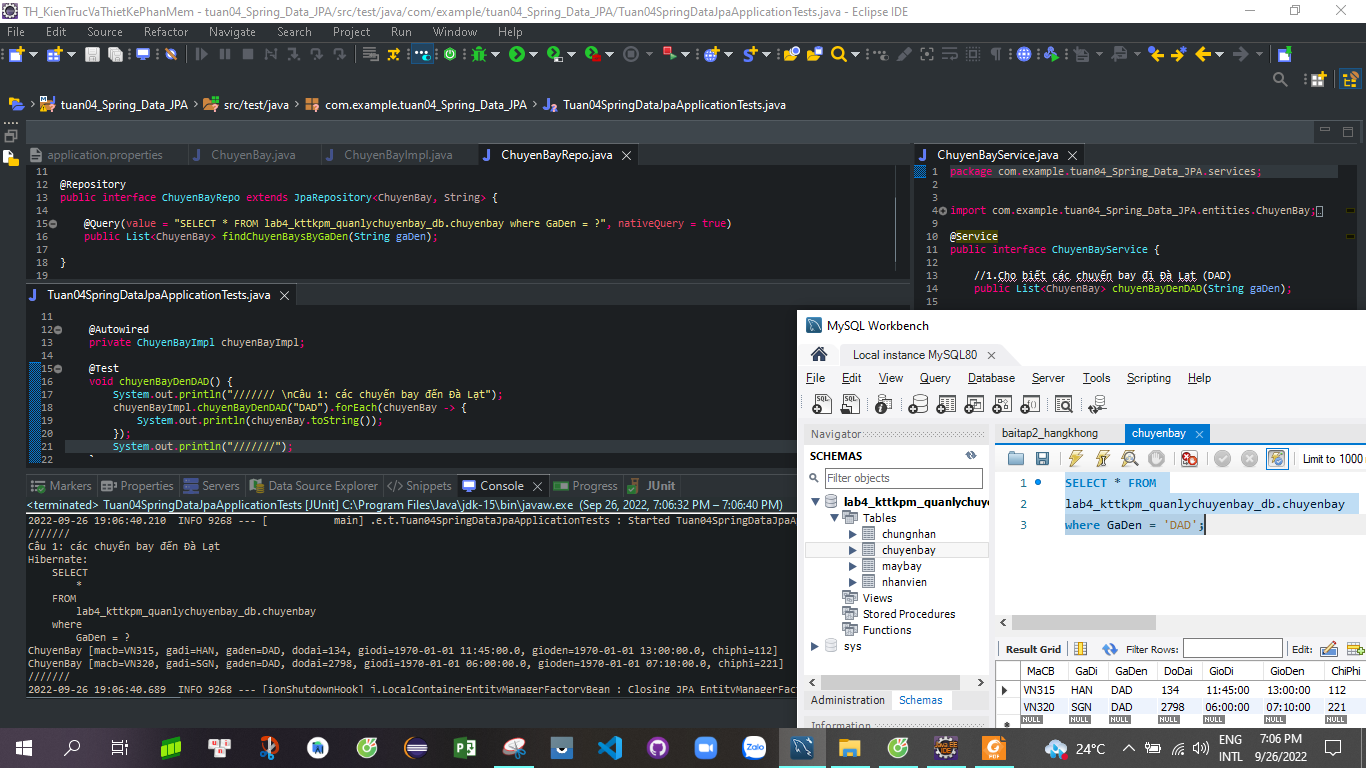 TH_KienTrucVaThietKePhanMem - tuan04_Spring_Data_JPA/src/test/java/com/example/tuan04_Spring_Data_JPA/Tuan04SpringDataJpaApplicationTests.java - Eclipse IDE
File Edit Source Refactor Navigate Search Project Run Window Help
tuan04_Spring_Data_JPA src/test/java com.example.tuan04_Spring_Data_JPA Tuan04SpringDataJpaApplicationTests.java
application.properties ChuyenBay.java ChuyenBayImpl.java ChuyenBayRepo.java
11
12 @Repository
13 public interface ChuyenBayRepo extends JpaRepository<ChuyenBay, String> {
14
15 @Query(value = "SELECT * FROM lab4_kttkpm_quanlychuyenbay_db.chuyenbay where GaDen = ?", nativeQuery = true)
16 public List<ChuyenBay> findChuyenBaysByGaDen(String gaDen);
17
18 }
19
ChuyenBayService.java
1 package com.example.tuan04_Spring_Data_JPA.services;
2
3
4 import com.example.tuan04_Spring_Data_JPA.entities.ChuyenBay;
9
10 @Service
11 public interface ChuyenBayService {
12
13 //1.Cho biết các chuyến bay đi Đà Lạt (DAD)
14 public List<ChuyenBay> chuyenBayDenDAD(String gaDen);
15
Tuan04SpringDataJpaApplicationTests.java
11
12 @Autowired
13 private ChuyenBayImpl chuyenBayImpl;
14
15 @Test
16 void chuyenBayDenDAD() {
17 System.out.println("/////// \nCâu 1: các chuyến bay đến Đà Lạt");
18 chuyenBayImpl.chuyenBayDenDAD("DAD").forEach(chuyenBay -> {
19 System.out.println(chuyenBay.toString());
20 });
21 System.out.println("///////");
22
Markers Properties Servers Data Source Explorer Snippets Console Progress JUnit
<terminated> Tuan04SpringDataJpaApplicationTests [JUnit] C:\Program Files\Java\jdk-15\bin\javaw.exe (Sep 26, 2022, 7:06:32 PM – 7:06:40 PM)
2022-09-26 19:06:40.210 INFO 9268 --- [ main] .e.t.Tuan04SpringDataJpaApplicationTests : Started Tuan04SpringDataJpaA
///////
Câu 1: các chuyến bay đến Đà Lạt
Hibernate:
SELECT
*
FROM
lab4_kttkpm_quanlychuyenbay_db.chuyenbay
where
GaDen = ?
ChuyenBay [macb=VN315, gadi=HAN, gaden=DAD, dodai=134, giodi=1970-01-01 11:45:00.0, gioden=1970-01-01 13:00:00.0, chiphi=112]
ChuyenBay [macb=VN320, gadi=SGN, gaden=DAD, dodai=2798, giodi=1970-01-01 06:00:00.0, gioden=1970-01-01 07:10:00.0, chiphi=221]
///////
2022-09-26 19:06:40.689 INFO 9268 --- [ionShutdownHook] j.LocalContainerEntityManagerFactoryBean : Closing JPA EntityManagerFact
MySQL Workbench
Local instance MySQL80
File Edit View Query Database Server Tools Scripting Help
Navigator
SCHEMAS
Filter objects
lab4_kttkpm_quanlychuye
Tables
chungnhan
chuyenbay
maybay
nhanvien
Views
Stored Procedures
Functions
sys
Administration Schemas
Information
baitap2_hangkhong chuyenbay
Limit to 1000
1 SELECT * FROM
2 lab4_kttkpm_quanlychuyenbay_db.chuyenbay
3 where GaDen = 'DAD';
Result Grid Filter Rows: Edit:
MaCB GaDi GaDen DoDai GioDi GioDen ChiPhi
VN315 HAN DAD 134 11:45:00 13:00:00 112
VN320 SGN DAD 2798 06:00:00 07:10:00 221
NULL NULL NULL NULL NULL NULL NULL
Zalo
24°C
ENG
INTL
7:06 PM
9/26/2022